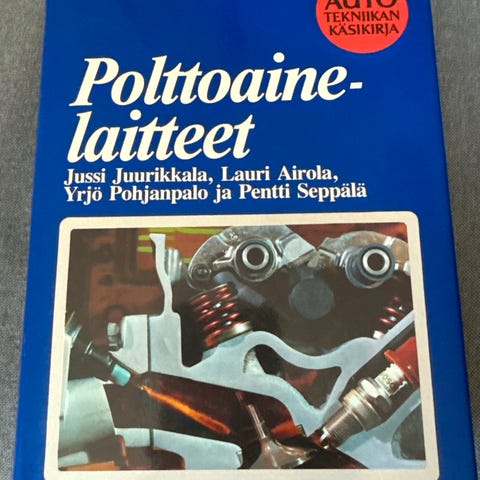 AUTO
TEKNIIKAN
KÄSIKIRJA
Polttoaine-
laitteet
Jussi Juurikkala, Lauri Airola,
Yrjö Pohjanpalo ja Pentti Seppälä